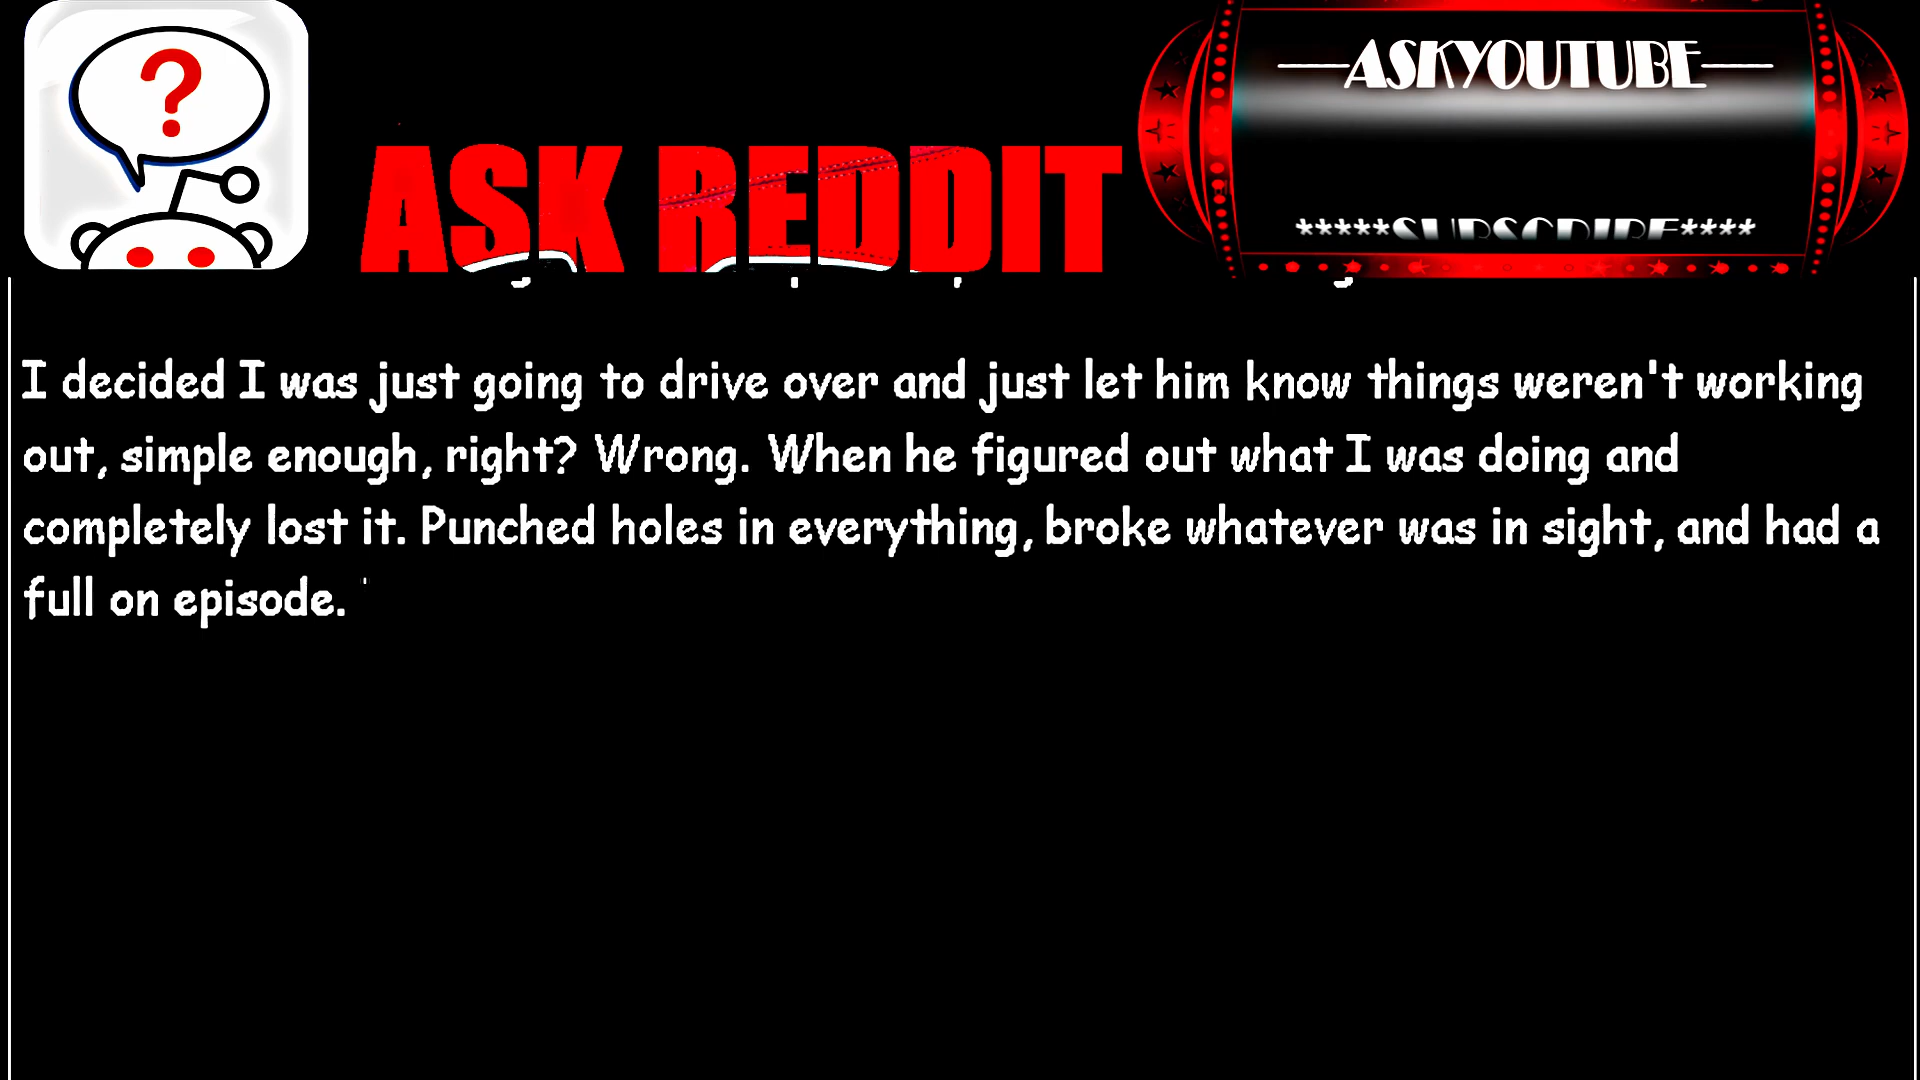 ?
ASKYOUTUBE
ASK REDDIT
*****SUBSCRIBE****
I decided I was just going to drive over and just let him know things weren't working
out, simple enough, right? Wrong. When he figured out what I was doing and
completely lost it. Punched holes in everything, broke whatever was in sight, and had a
full on episode. '